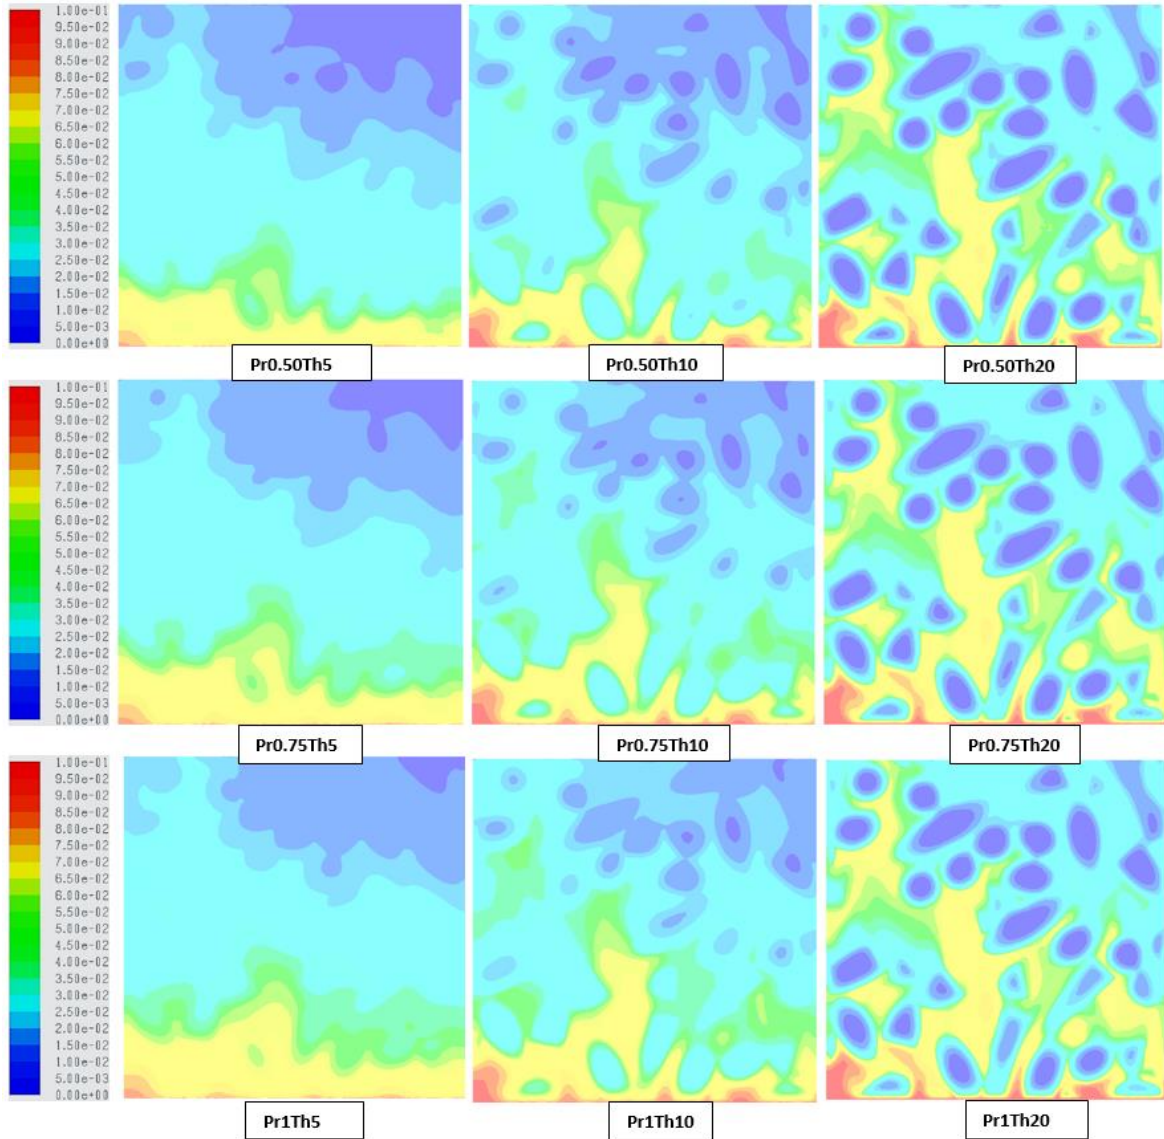 1.00e-01
9.50e-02
9.00e-02
8.50e-02
8.00e-02
7.50e-02
7.00e-02
6.50e-02
6.00e-02
5.50e-02
5.00e-02
4.50e-02
4.00e-02
3.50e-02
3.00e-02
2.50e-02
2.00e-02
1.50e-02
1.00e-02
5.00e-03
0.00e+00
Pr0.50Th5 Pr0.50Th10 Pr0.50Th20
1.00e-01
9.50e-02
9.00e-02
8.50e-02
8.00e-02
7.50e-02
7.00e-02
6.50e-02
6.00e-02
5.50e-02
5.00e-02
4.50e-02
4.00e-02
3.50e-02
3.00e-02
2.50e-02
2.00e-02
1.50e-02
1.00e-02
5.00e-03
0.00e+00
Pr0.75Th5 Pr0.75Th10 Pr0.75Th20
1.00e-01
9.50e-02
9.00e-02
8.50e-02
8.00e-02
7.50e-02
7.00e-02
6.50e-02
6.00e-02
5.50e-02
5.00e-02
4.50e-02
4.00e-02
3.50e-02
3.00e-02
2.50e-02
2.00e-02
1.50e-02
1.00e-02
5.00e-03
0.00e+00
Pr1Th5 Pr1Th10 Pr1Th20